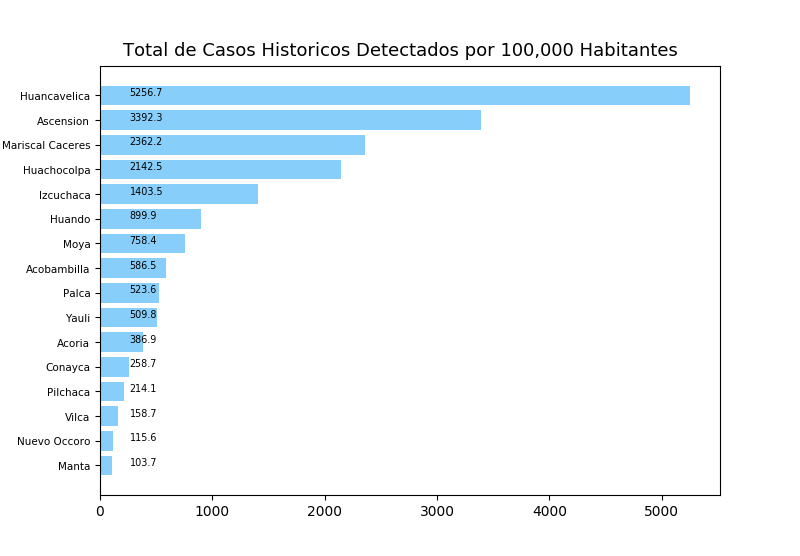 Total de Casos Historicos Detectados por 100,000 Habitantes
Huancavelica 5256.7
Ascension 3392.3
Mariscal Caceres 2362.2
Huachocolpa 2142.5
Izcuchaca 1403.5
Huando 899.9
Moya 758.4
Acobambilla 586.5
Palca 523.6
Yauli 509.8
Acoria 386.9
Conayca 258.7
Pilchaca 214.1
Vilca 158.7
Nuevo Occoro 115.6
Manta 103.7
0 1000 2000 3000 4000 5000